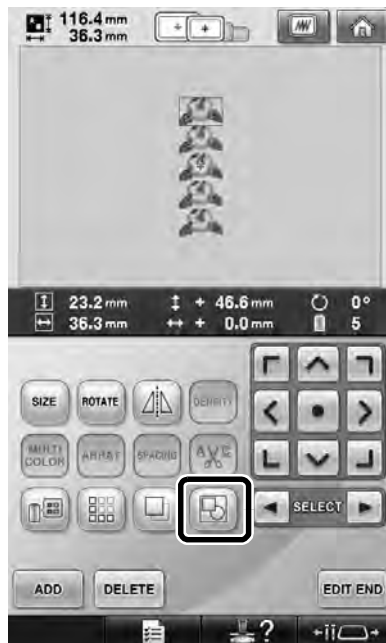 116.4 mm
36.3 mm
23.2 mm + 46.6 mm 0°
36.3 mm + 0.0 mm 5
SIZE ROTATE DENSITY
MULTI COLOR ARRAY SPACING ABC
SELECT
ADD DELETE EDIT END
?